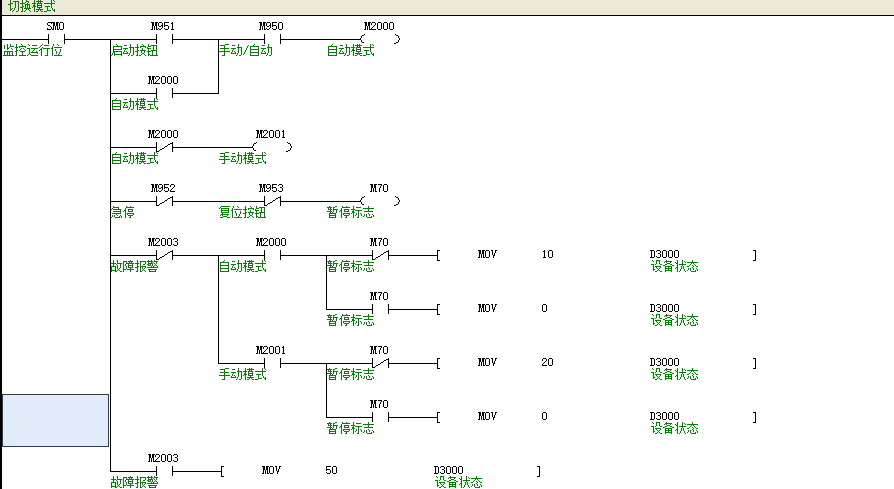 切换模式
SM0 M951 M950 M2000
监控运行位 启动按钮 手动/自动 自动模式
M2000
自动模式
M2000 M2001
自动模式 手动模式
M952 M953 M70
急停 复位按钮 暂停标志
M2003 M2000 M70
[ MOV 10 D3000 ]
故障报警 自动模式 暂停标志 设备状态
M70
[ MOV 0 D3000 ]
暂停标志 设备状态
M2001 M70
[ MOV 20 D3000 ]
手动模式 暂停标志 设备状态
M70
[ MOV 0 D3000 ]
暂停标志 设备状态
M2003
[ MOV 50 D3000 ]
故障报警 设备状态